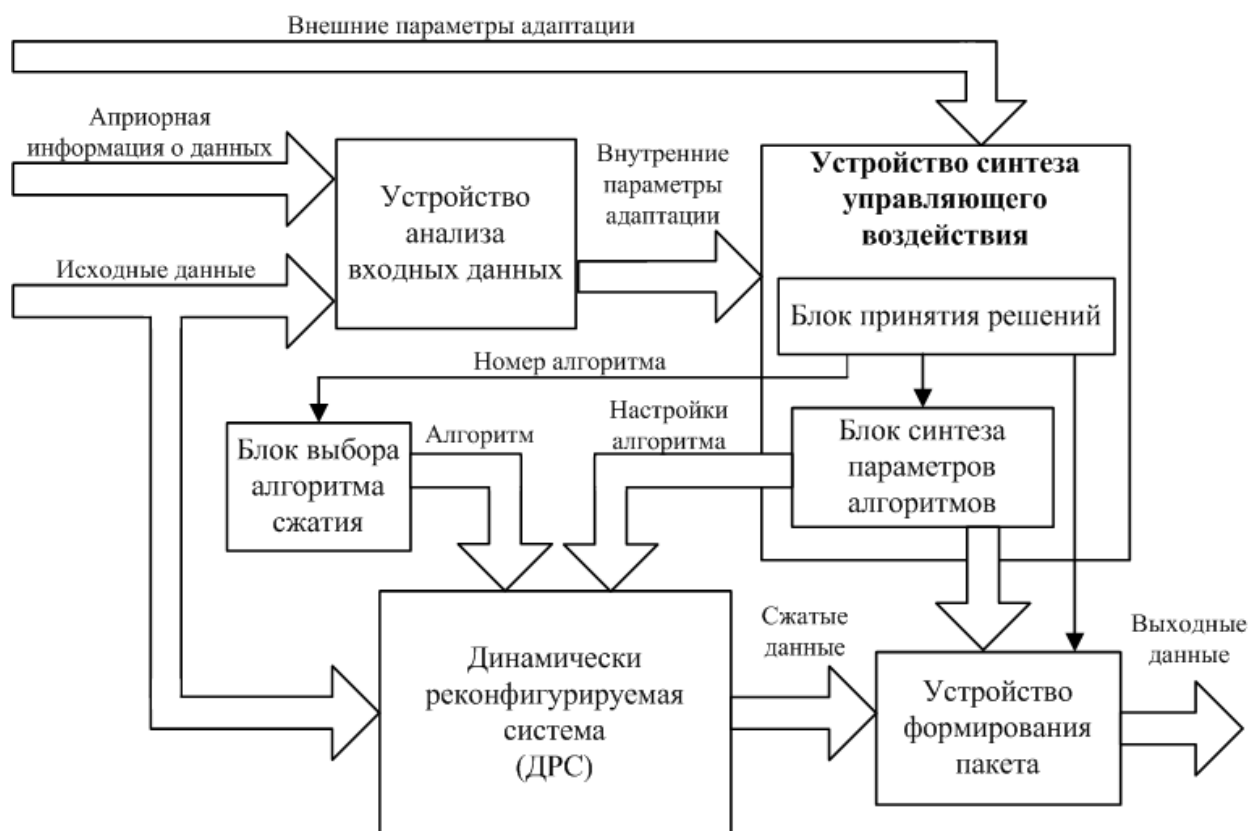 Внешние параметры адаптации
Априорная
информация о данных
Исходные данные
Устройство
анализа
входных данных
Внутренние
параметры
адаптации
Устройство синтеза
управляющего
воздействия
Блок принятия решений
Номер алгоритма
Блок выбора
алгоритма
сжатия
Алгоритм
Настройки
алгоритма
Блок синтеза
параметров
алгоритмов
Динамически
реконфигурируемая
система
(ДРС)
Сжатые
данные
Устройство
формирования
пакета
Выходные
данные